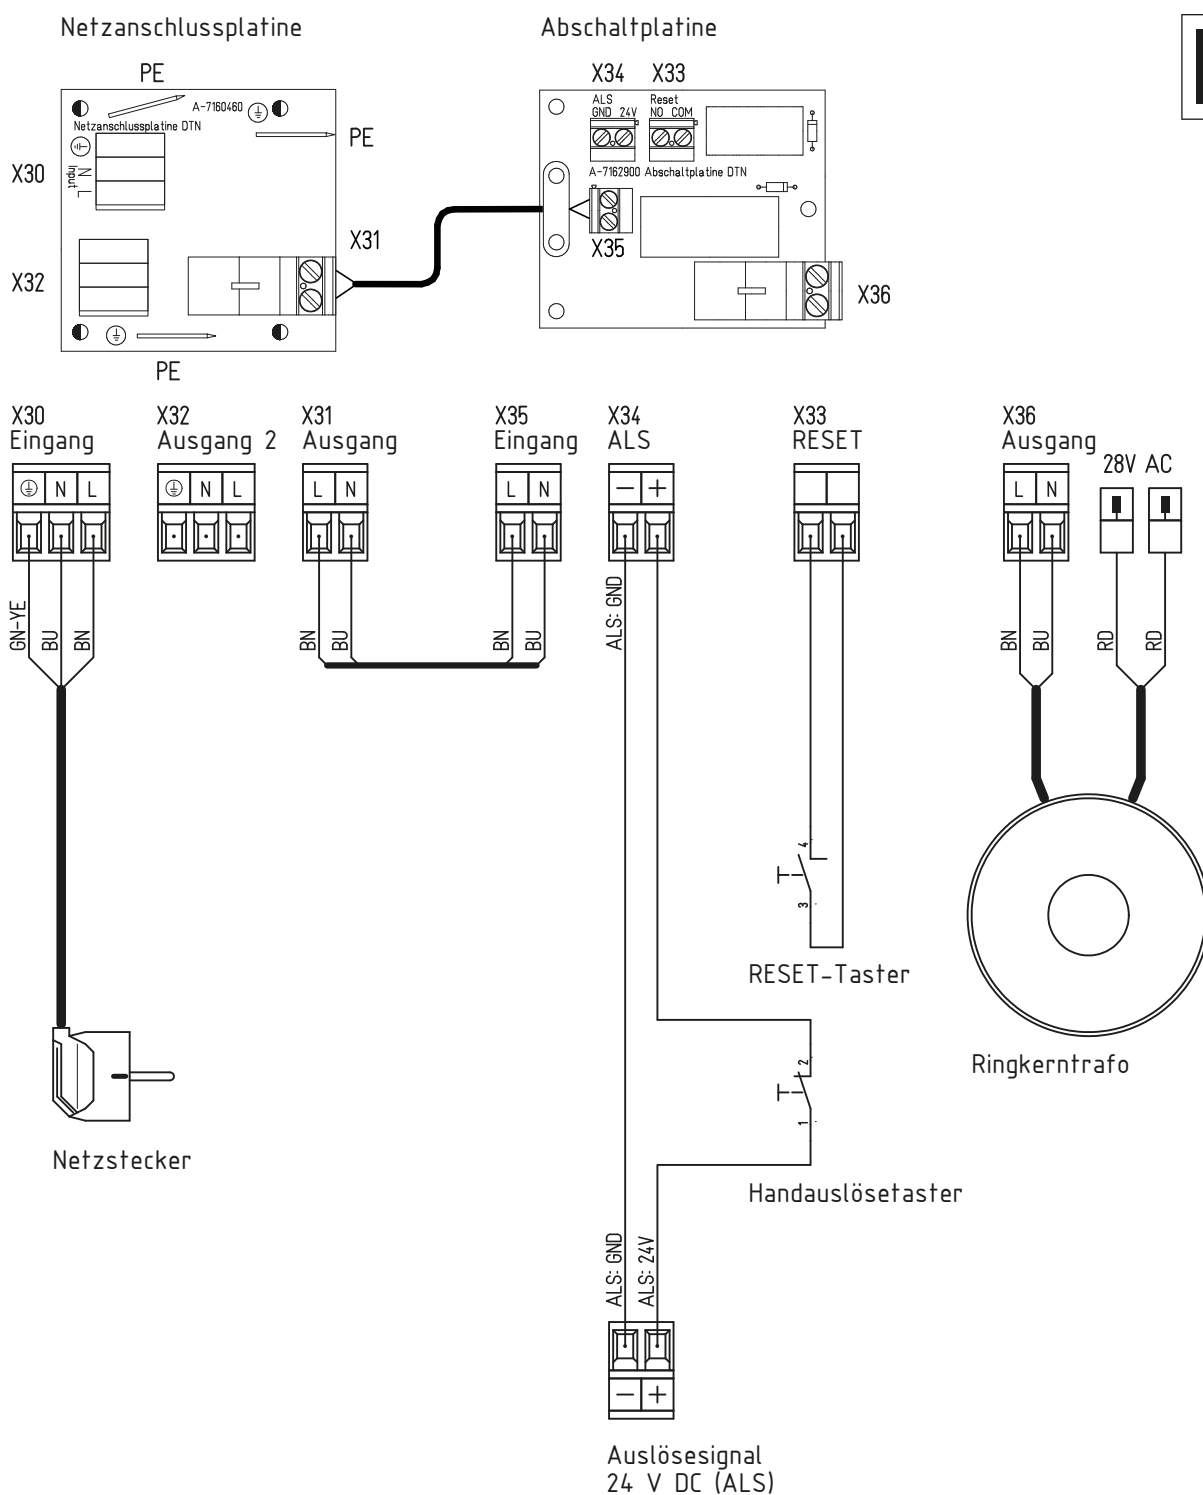 Netzanschlussplatine
Abschaltplatine
PE
X34 X33
A-7160460
Netzanschlussplatine DTN
PE
X30
Input
N
L
X31
X32
PE
ALS
GND 24V
Reset
NO COM
A-7162900 Abschaltplatine DTN
X35
X36
X30
Eingang
X32
Ausgang 2
X31
Ausgang
X35
Eingang
X34
ALS
X33
RESET
X36
Ausgang
28V AC
N L
N L
L N
L N
- +
L N
GN-YE
BU
BN
BN
BU
BN
BU
ALS: GND
BN
BU
RD
RD
4
3
RESET-Taster
2
1
Handauslösetaster
Ringkerntrafo
Netzstecker
ALS: GND
ALS: 24V
- +
Auslösesignal
24 V DC (ALS)